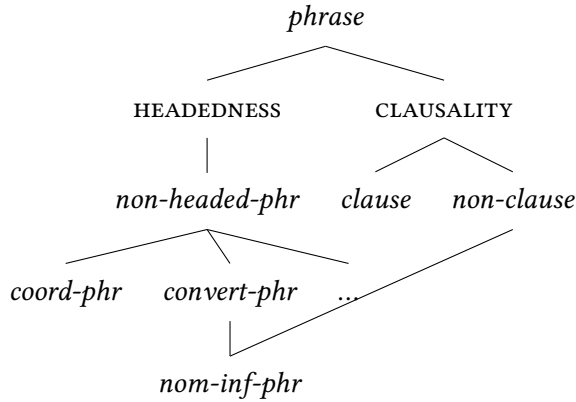 phrase
HEADEDNESS CLAUSALITY
non-headed-phr clause non-clause
coord-phr convert-phr ...
nom-inf-phr